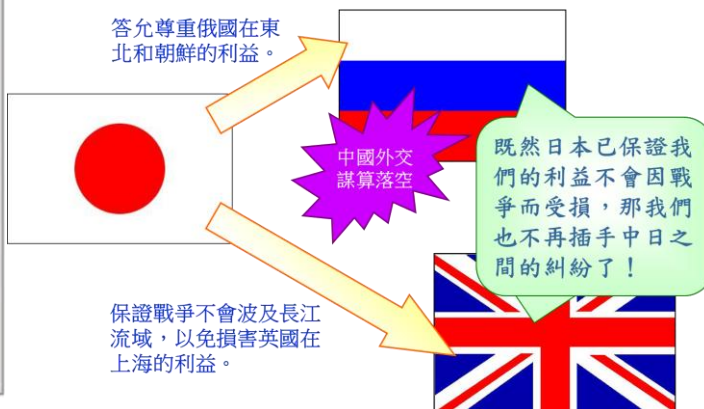 答允尊重俄國在東
北和朝鮮的利益。
中國外交
謀算落空
既然日本已保證我
們的利益不會因戰
爭而受損，那我們
也不再插手中日之
間的糾紛了！
保證戰爭不會波及長江
流域，以免損害英國在
上海的利益。